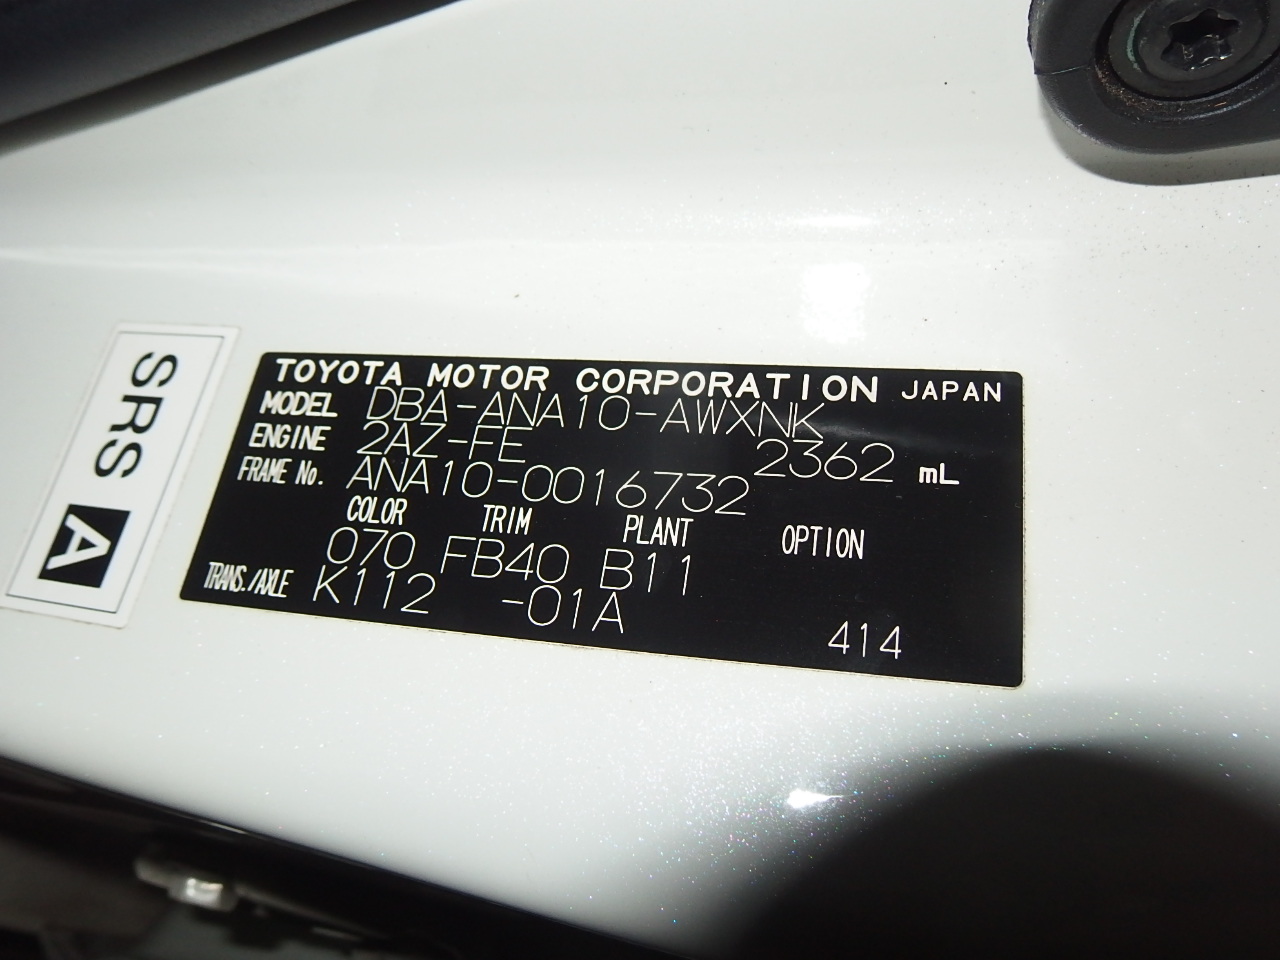 SRS A
TOYOTA MOTOR CORPORATION JAPAN
MODEL DBA-ANA10-AWXNK
ENGINE 2AZ-FE 2362 mL
FRAME No. ANA10-0016732
COLOR TRIM PLANT OPTION
070 FB40 B11
TRANS./AXLE K112 -01A
414